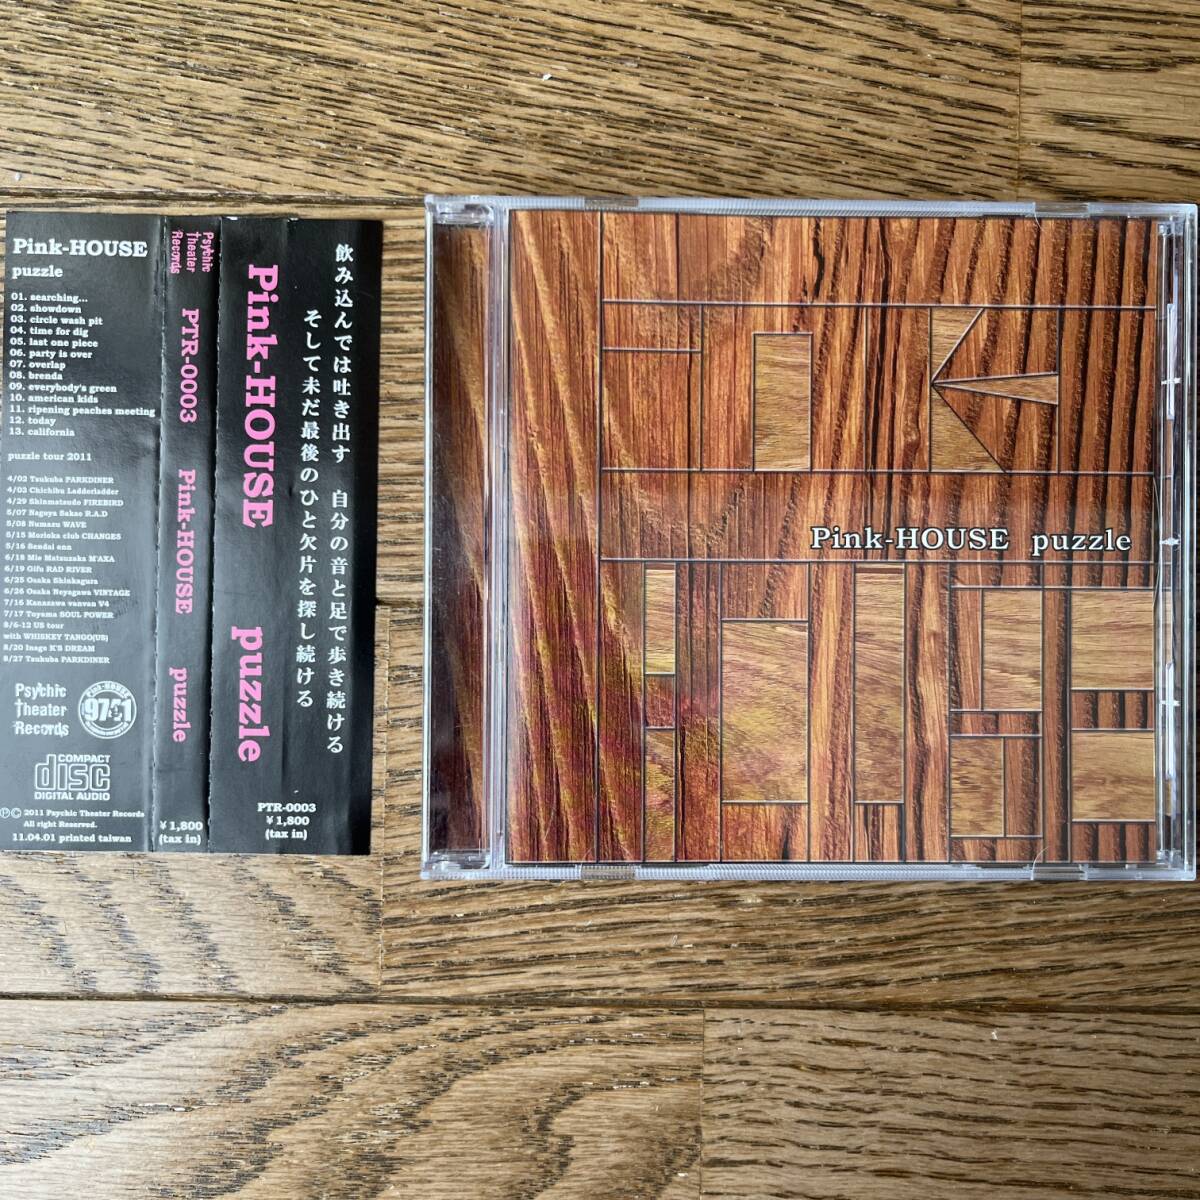 Pink-HOUSE
puzzle
01. searching...
02. showdown
03. circle wash pit
04. time for dig
05. last one piece
06. party is over
07. overlap
08. brenda
09. everybody's green
10. american kids
11. ripening peaches meeting
12. today
13. california
puzzle tour 2011
4/02 Tsukuba PARKDINER
4/03 Chichibu Ladderladder
4/29 Shinmatsudo FIREBIRD
5/07 Nagoya Sakae R.A.D
5/08 Numazu WAVE
5/15 Morioka club CHANGES
5/16 Sendai enn
6/18 Mie Matsuzaka M'AXA
6/19 Gifu RAD RIVER
6/25 Osaka Shinkagura
6/26 Osaka Neyagawa VINTAGE
7/16 Kanazawa vanvan V4
7/17 Toyama SOUL POWER
8/6-12 US tour
with WHISKEY TANGO(US)
8/20 Inage K'S DREAM
8/27 Tsukuba PARKDINER
Psychic
Theater
Records
Pink-HOUSE
COMPACT
disc
DIGITAL AUDIO
Ⓟ© 2011 Psychic Theater Records
All right Reserved.
11.04.01 printed taiwan
Psychic
Theater
Records
PTR-0003
Pink-HOUSE
puzzle
¥1,800
(tax in)
Pink-HOUSE puzzle
飲み込んでは吐き出す 自分の音と足で歩き続ける
そして未だ最後のひと欠片を探し続ける
PTR-0003
¥1,800
(tax in)
Pink-HOUSE puzzle